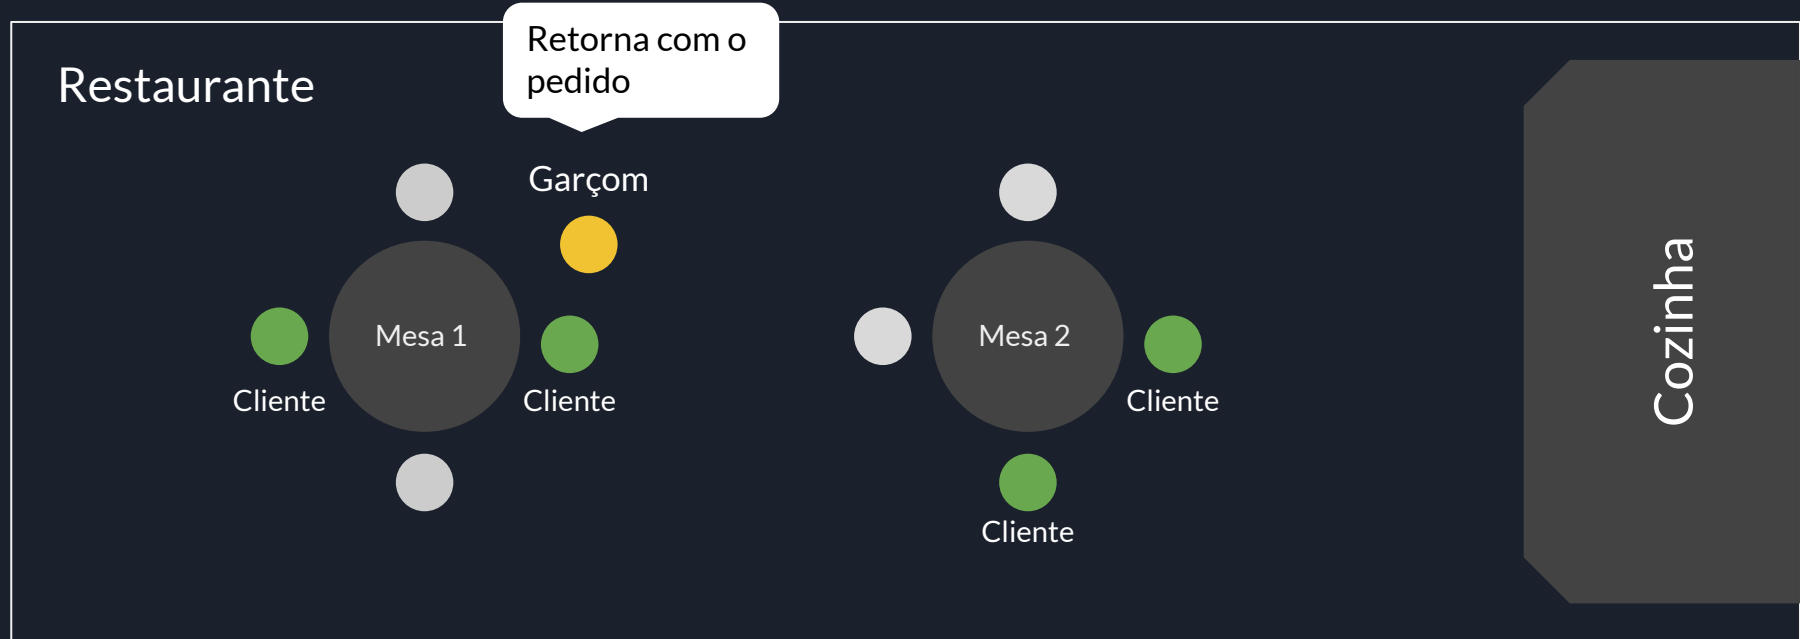 Retorna com o
pedido
Restaurante
Garçom
Mesa 1
Mesa 2
Cliente
Cliente
Cliente
Cliente
Cozinha